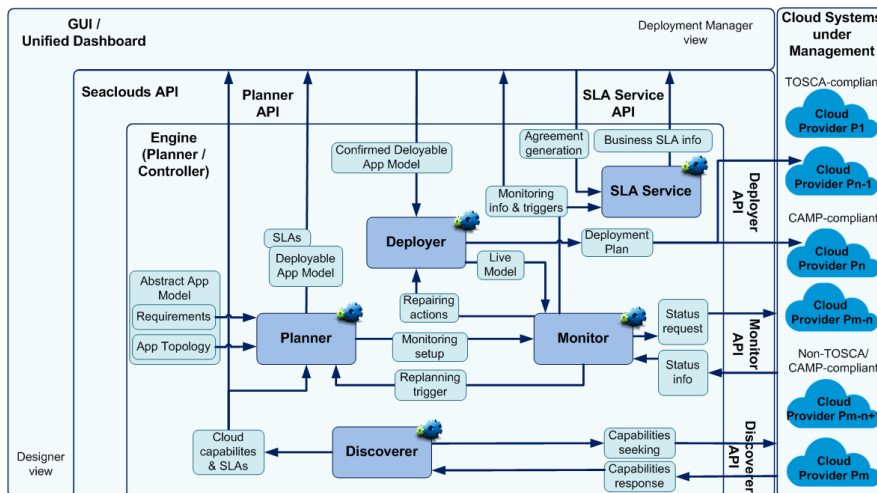 GUI /
Unified Dashboard
Deployment Manager
view
Cloud Systems
under
Management
Seaclouds API
Planner
API
SLA Service
API
TOSCA-compliant
Cloud
Provider P1
Engine
(Planner /
Controller)
Confirmed Deloyable
App Model
Agreement
generation
Business SLA info
Cloud
Provider Pn-1
SLA Service
Monitoring
info & triggers
Deployer
API
CAMP-compliant
SLAs
Deployable
App Model
Deployer
Deployment
Plan
Cloud
Provider Pn
Live
Model
Abstract App
Model
Requirements
App Topology
Repairing
actions
Planner
Monitoring
setup
Monitor
Status
request
Cloud
Provider Pm-n
Monitor
API
Replanning
trigger
Status
info
Non-TOSCA/
CAMP-compliant
Cloud
Provider Pm-n+1
Designer
view
Cloud
capabilites
& SLAs
Discoverer
Capabilities
seeking
Capabilities
response
Discoverer
API
Cloud
Provider Pm